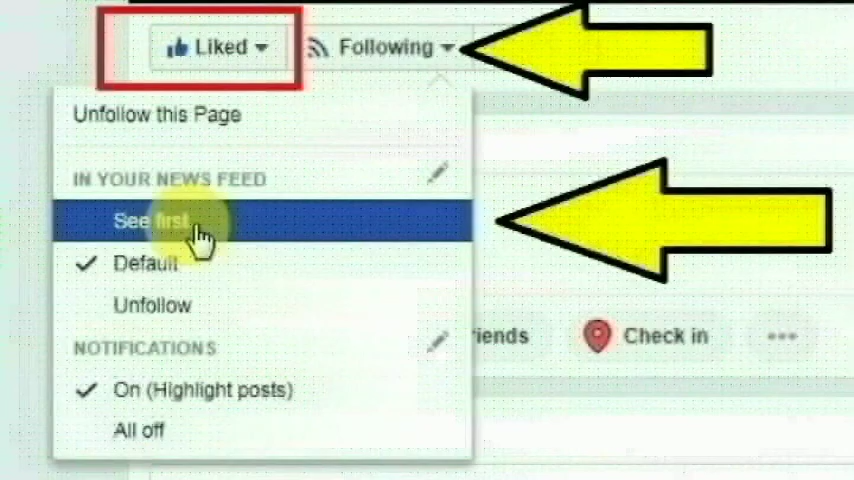 Liked Following
Unfollow this Page
IN YOUR NEWS FEED
See first
Default
Unfollow
riends Check in
NOTIFICATIONS
On (Highlight posts)
All off